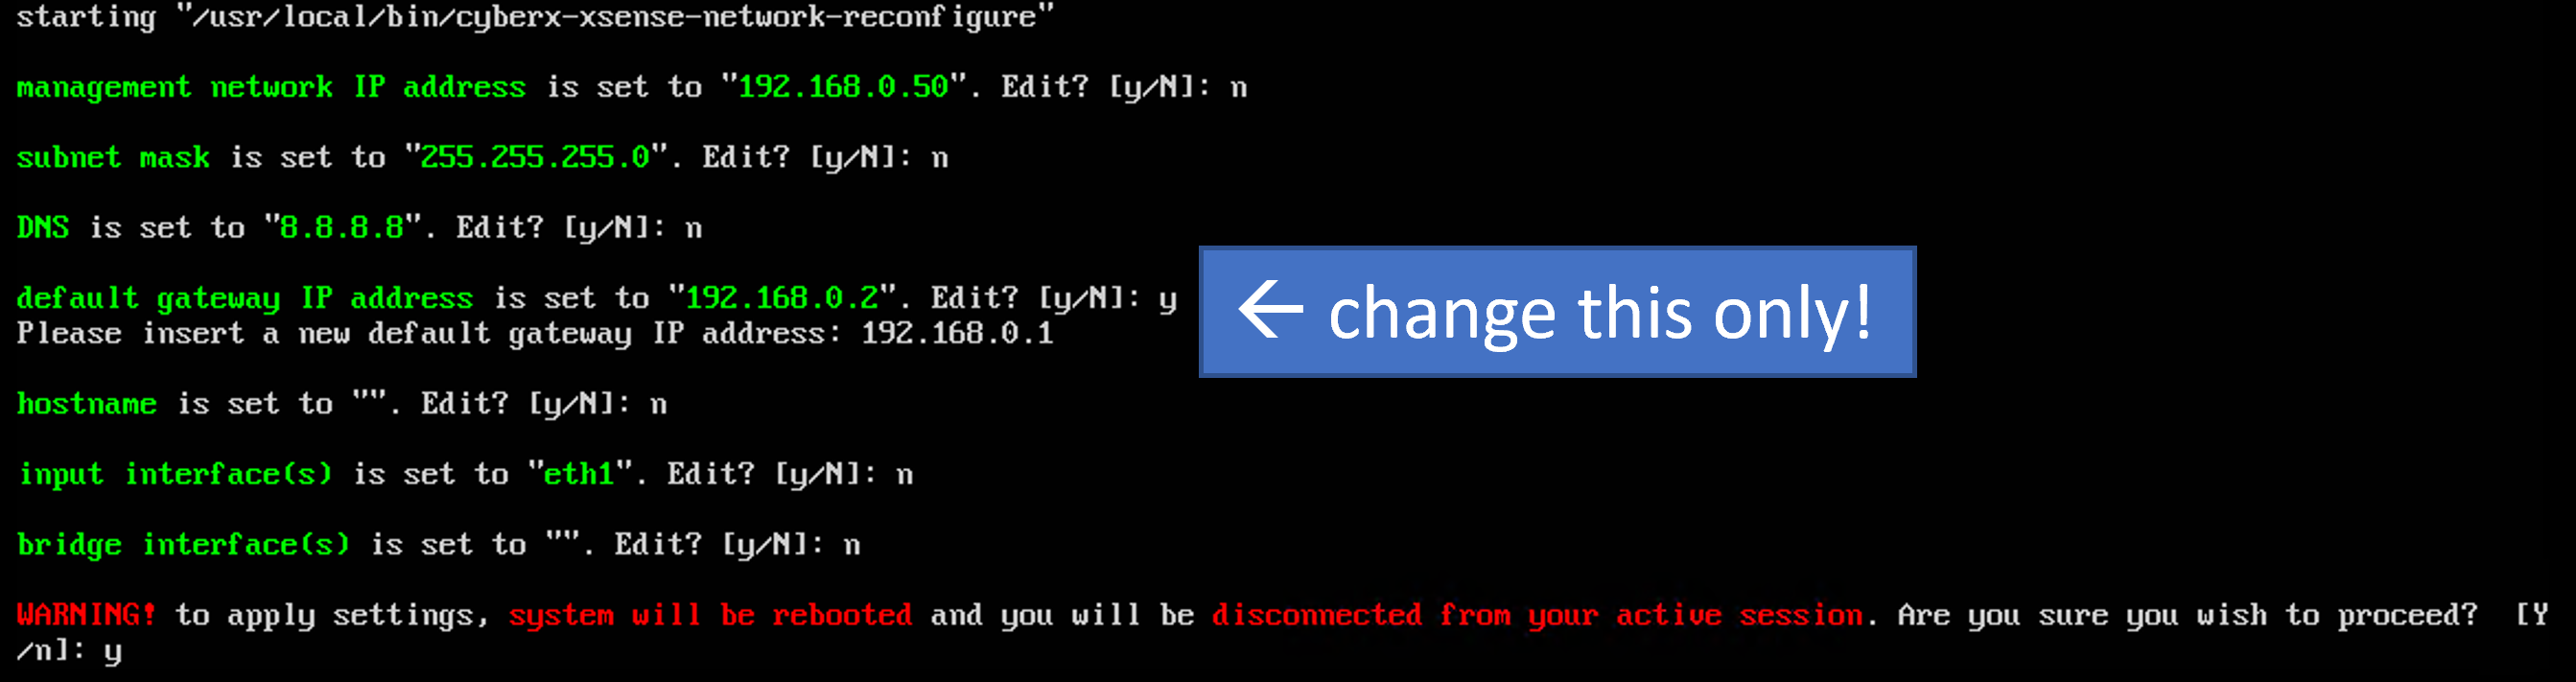 starting "/usr/local/bin/cyberx-xsense-network-reconfigure"
management network IP address is set to "192.168.0.50". Edit? [y/N]: n
subnet mask is set to "255.255.255.0". Edit? [y/N]: n
DNS is set to "8.8.8.8". Edit? [y/N]: n
default gateway IP address is set to "192.168.0.2". Edit? [y/N]: y
Please insert a new default gateway IP address: 192.168.0.1
← change this only!
hostname is set to "". Edit? [y/N]: n
input interface(s) is set to "eth1". Edit? [y/N]: n
bridge interface(s) is set to "". Edit? [y/N]: n
WARNING! to apply settings, system will be rebooted and you will be disconnected from your active session. Are you sure you wish to proceed?  [Y
/n]: y